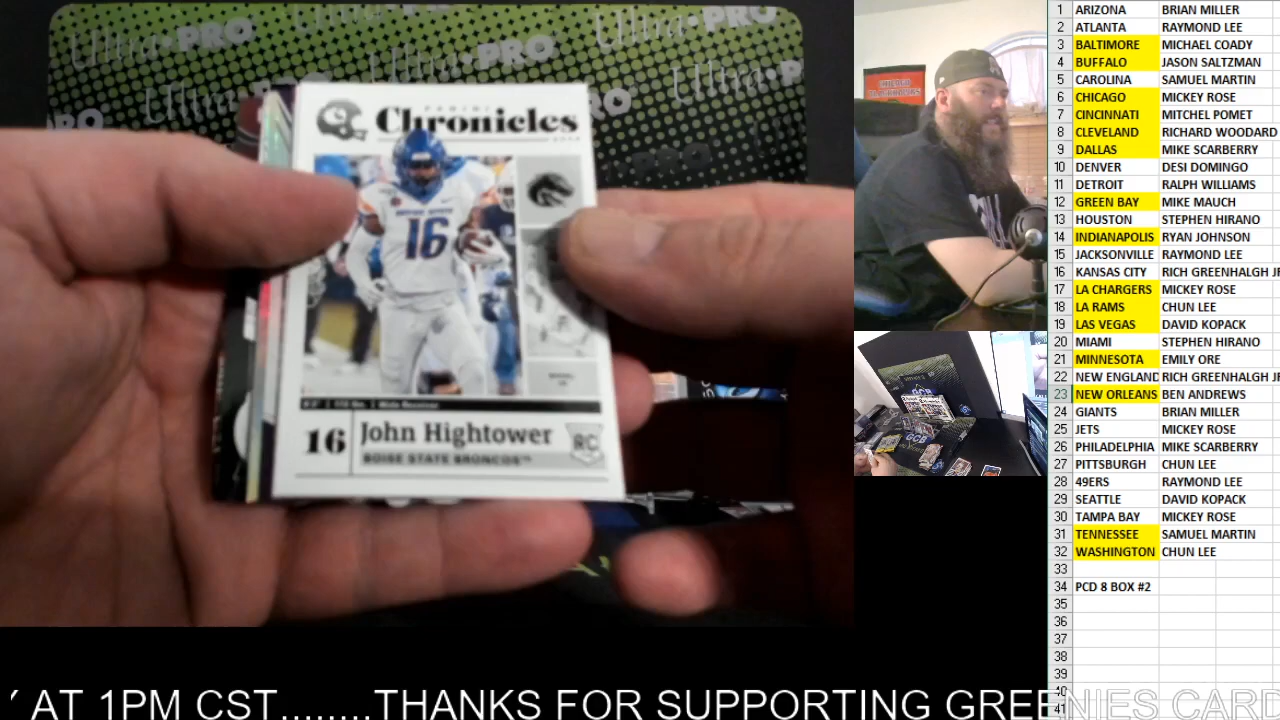 Ultra•PRO
PANINI
Chronicles
16
16 John Hightower RC
BOISE STATE BRONCOS™
1 ARIZONA BRIAN MILLER
2 ATLANTA RAYMOND LEE
3 BALTIMORE MICHAEL COADY
4 BUFFALO JASON SALTZMAN
5 CAROLINA SAMUEL MARTIN
6 CHICAGO MICKEY ROSE
7 CINCINNATI MITCHEL POMET
8 CLEVELAND RICHARD WOODARD
9 DALLAS MIKE SCARBERRY
10 DENVER DESI DOMINGO
11 DETROIT RALPH WILLIAMS
12 GREEN BAY MIKE MAUCH
13 HOUSTON STEPHEN HIRANO
14 INDIANAPOLIS RYAN JOHNSON
15 JACKSONVILLE RAYMOND LEE
16 KANSAS CITY RICH GREENHALGH
17 LA CHARGERS MICKEY ROSE
18 LA RAMS CHUN LEE
19 LAS VEGAS DAVID KOPACK
20 MIAMI STEPHEN HIRANO
21 MINNESOTA EMILY ORE
22 NEW ENGLAND RICH GREENHALGH
23 NEW ORLEANS BEN ANDREWS
24 GIANTS BRIAN MILLER
25 JETS MICKEY ROSE
26 PHILADELPHIA MIKE SCARBERRY
27 PITTSBURGH CHUN LEE
28 49ERS RAYMOND LEE
29 SEATTLE DAVID KOPACK
30 TAMPA BAY MICKEY ROSE
31 TENNESSEE SAMUEL MARTIN
32 WASHINGTON CHUN LEE
33
34 PCD 8 BOX #2
35
36
37
38
39
40
41
AT 1PM CST........THANKS FOR SUPPORTING GREENIES CARD